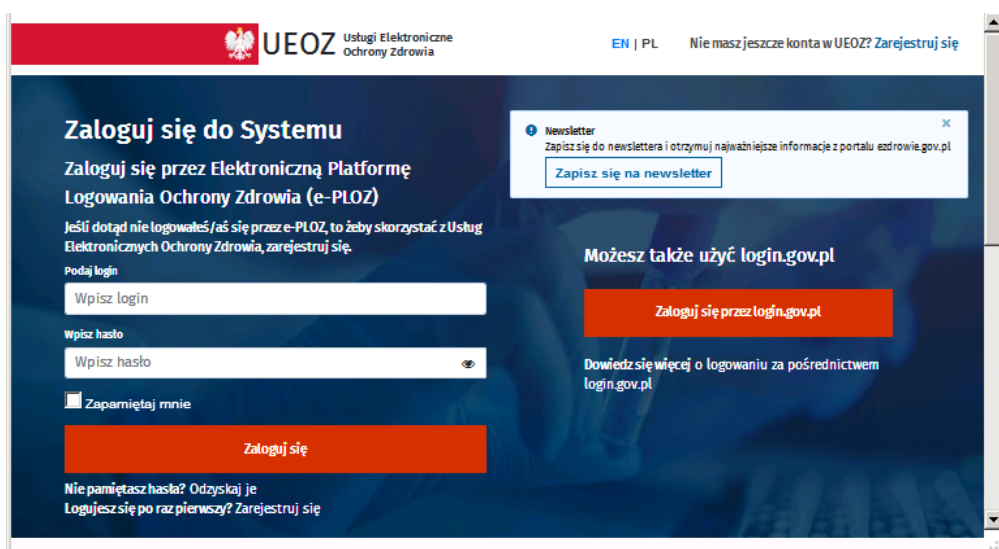 UEOZ Usługi Elektroniczne
Ochrony Zdrowia
EN | PL
Nie masz jeszcze konta w UEOZ? Zarejestruj się
Zaloguj się do Systemu
Zaloguj się przez Elektroniczną Platformę
Logowania Ochrony Zdrowia (e-PLOZ)
Jeśli dotąd nie logowałeś/aś się przez e-PLOZ, to żeby skorzystać z Usług
Elektronicznych Ochrony Zdrowia, zarejestruj się.
Podaj login
Wpisz login
Wpisz hasło
Wpisz hasło
Zapamiętaj mnie
Zaloguj się
Nie pamiętasz hasła? Odzyskaj je
Logujesz się po raz pierwszy? Zarejestruj się
Newsletter
Zapisz się do newslettera i otrzymuj najważniejsze informacje z portalu ezdrowie.gov.pl
Zapisz się na newsletter
Możesz także użyć login.gov.pl
Zaloguj się przez login.gov.pl
Dowiedz się więcej o logowaniu za pośrednictwem
login.gov.pl